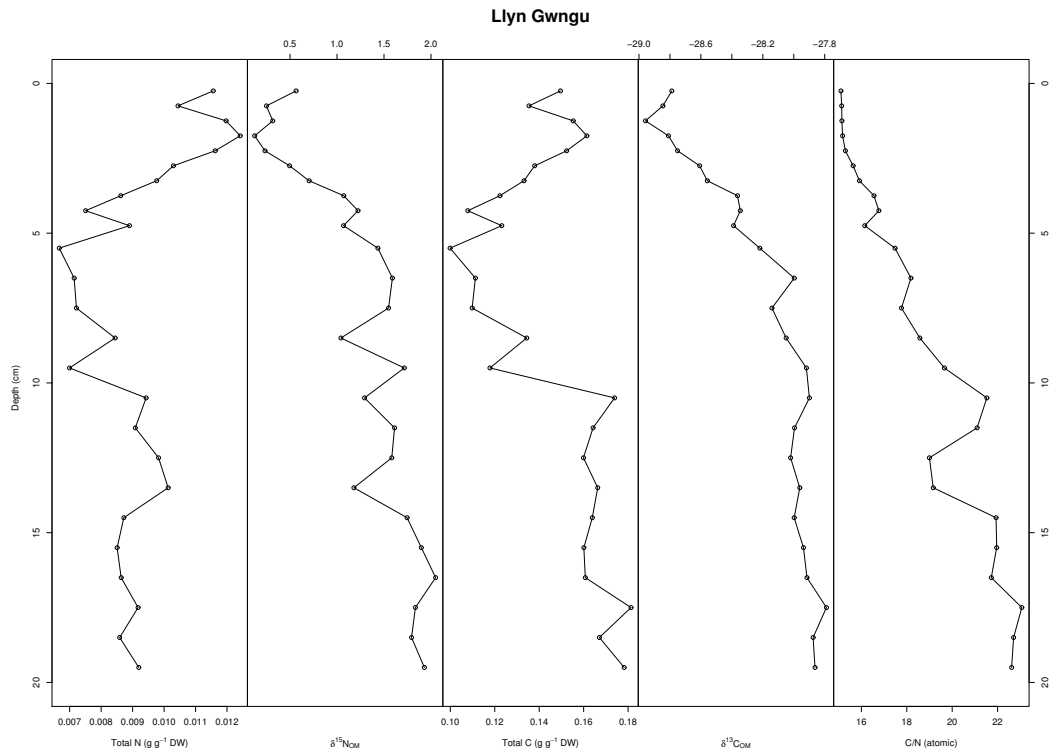 Llyn Gwngu
0.5 1.0 1.5 2.0 −29.0 −28.6 −28.2 −27.8
0 0
5 5
Depth (cm)
10 10
15 15
20 20
0.007 0.008 0.009 0.010 0.011 0.012 0.10 0.12 0.14 0.16 0.18 16 18 20 22
Total N (g g⁻¹ DW) δ¹⁵N_OM Total C (g g⁻¹ DW) δ¹³C_OM C/N (atomic)